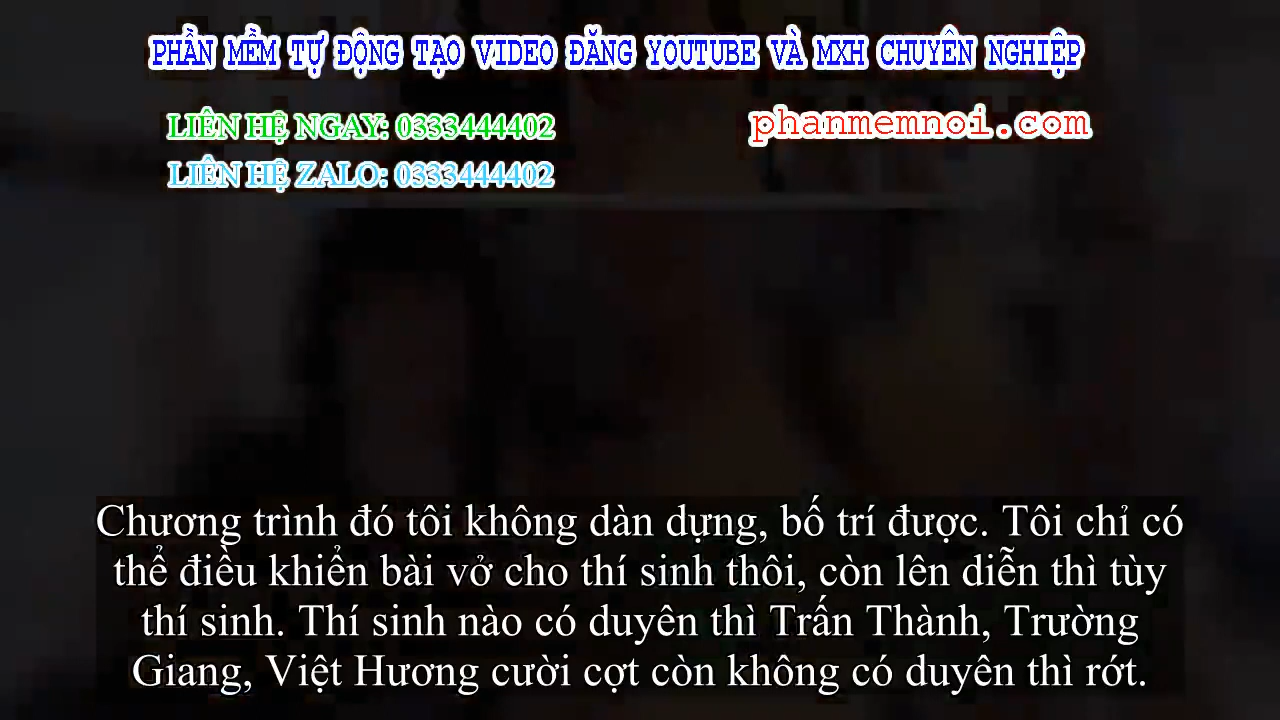 PHẦN MỀM TỰ ĐỘNG TẠO VIDEO ĐĂNG YOUTUBE VÀ MXH CHUYÊN NGHIỆP
LIÊN HỆ NGAY: 0333444402
phanmemnoi.com
LIÊN HỆ ZALO: 0333444402
Chương trình đó tôi không dàn dựng, bố trí được. Tôi chỉ có
thể điều khiển bài vở cho thí sinh thôi, còn lên diễn thì tùy
thí sinh. Thí sinh nào có duyên thì Trấn Thành, Trường
Giang, Việt Hương cười cợt còn không có duyên thì rớt.